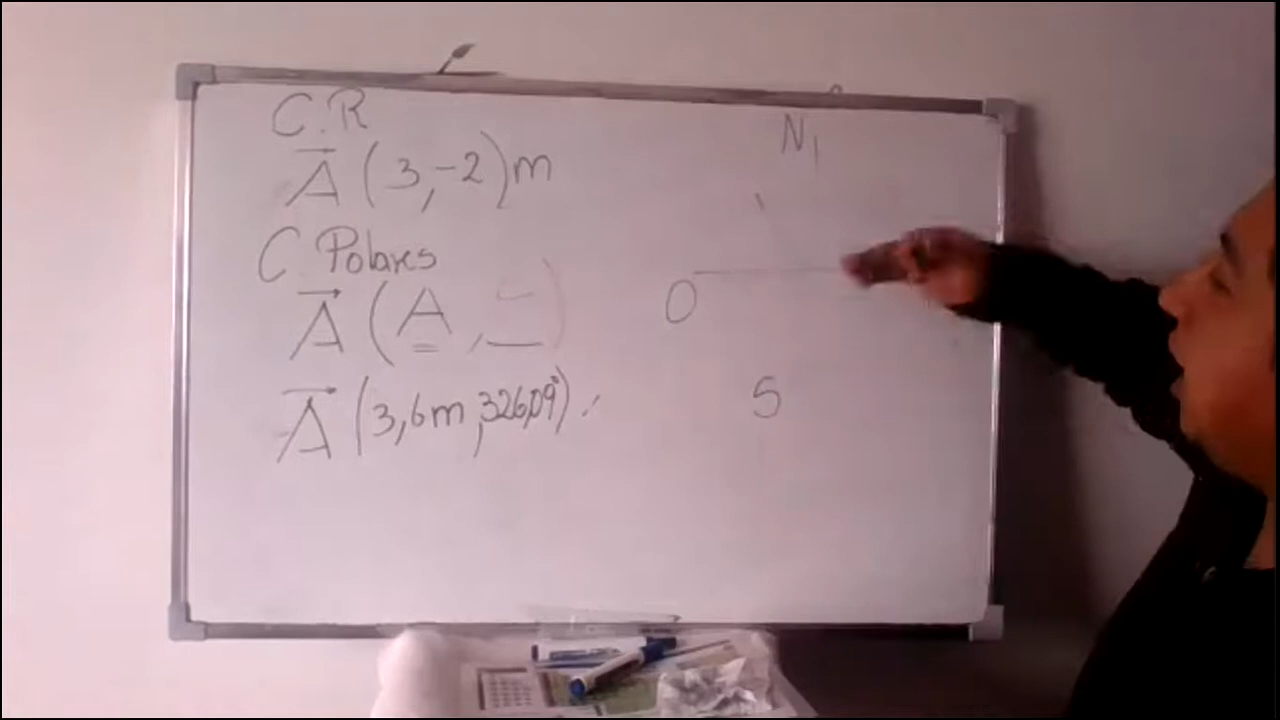 C.R
A (3,-2)m
C. Polares
A (A,
A (3,6m,326,09°)
N
O
S